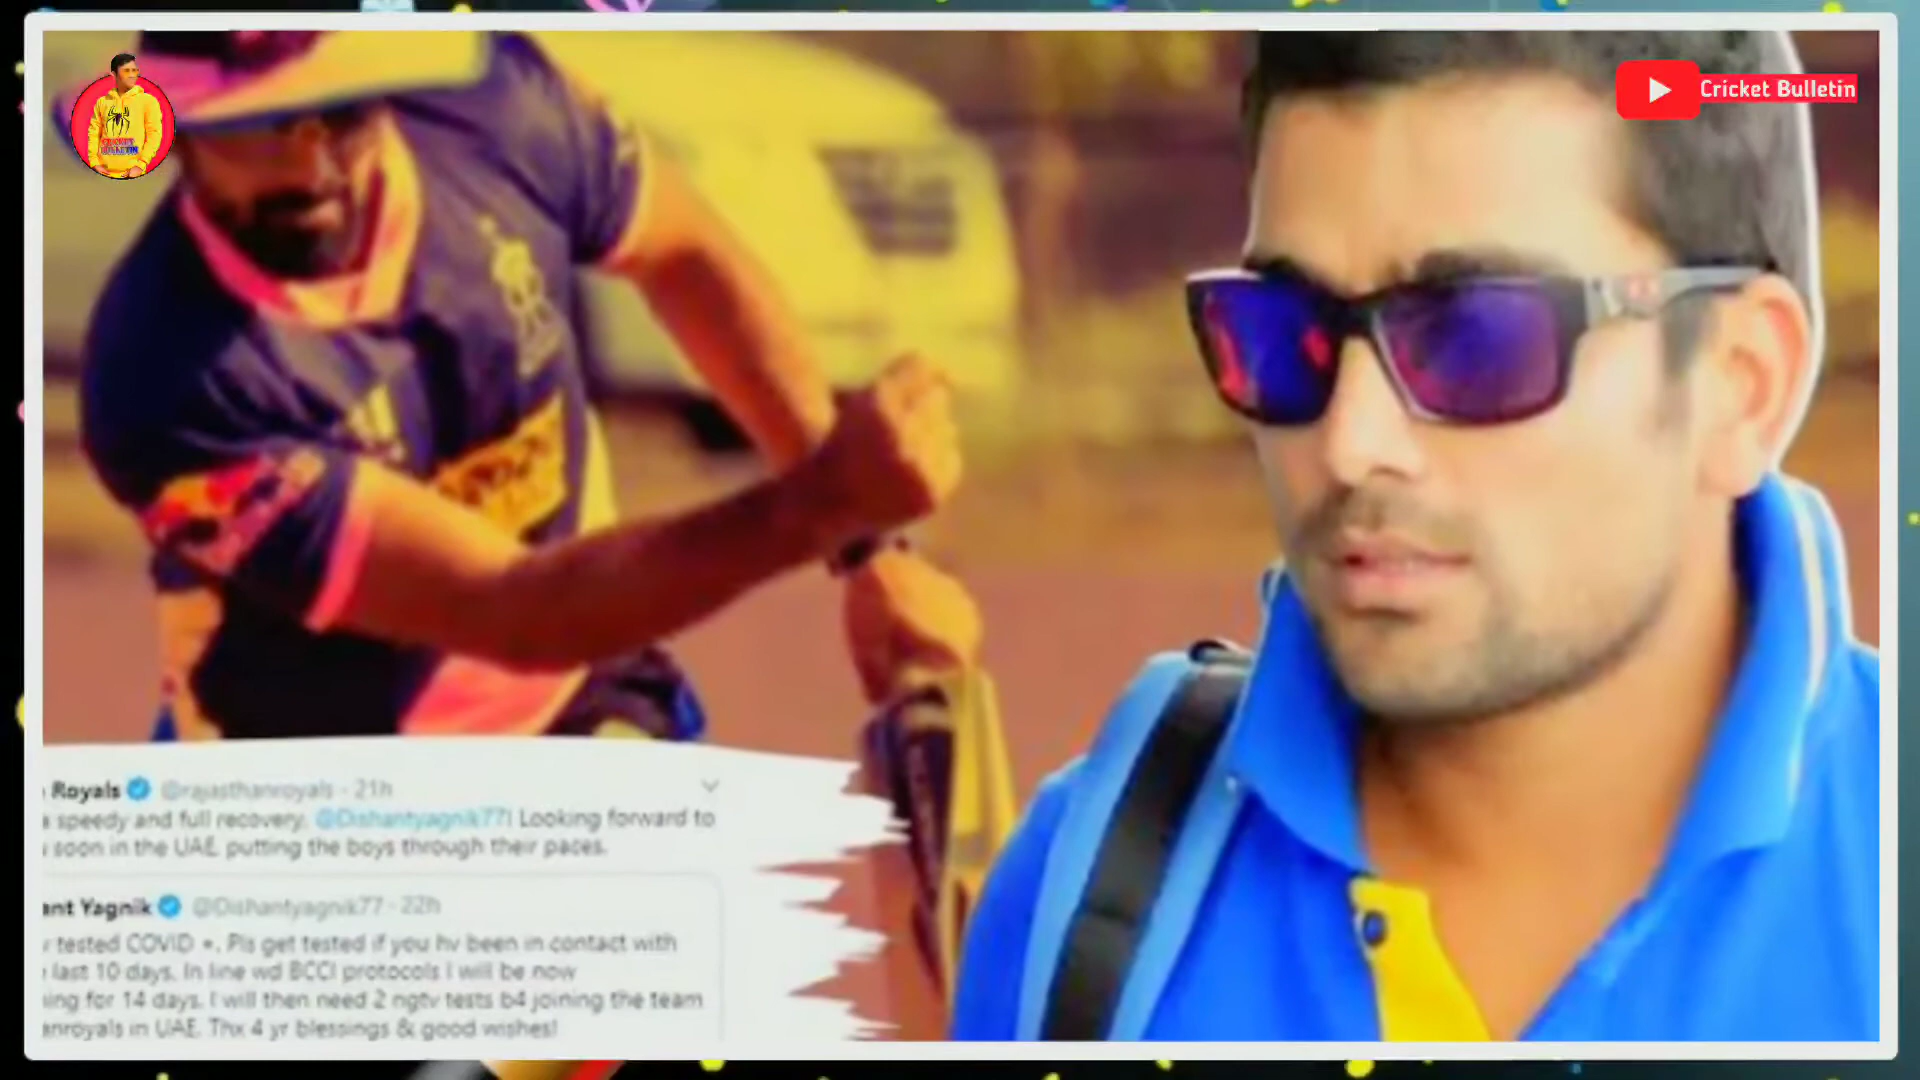 Cricket Bulletin
CRICKET
BULLETIN
Royals @rajasthanroyals · 21h
speedy and full recovery, @Dishantyagnik77! Looking forward to
soon in the UAE putting the boys through their paces.
ant Yagnik @Dishantyagnik77 · 22h
tested COVID +. Pls get tested if you hv been in contact with
last 10 days. In line wd BCCI protocols I will be now
ing for 14 days. I will then need 2 ngtv tests b4 joining the team
anroyals in UAE. Thx 4 yr blessings & good wishes!